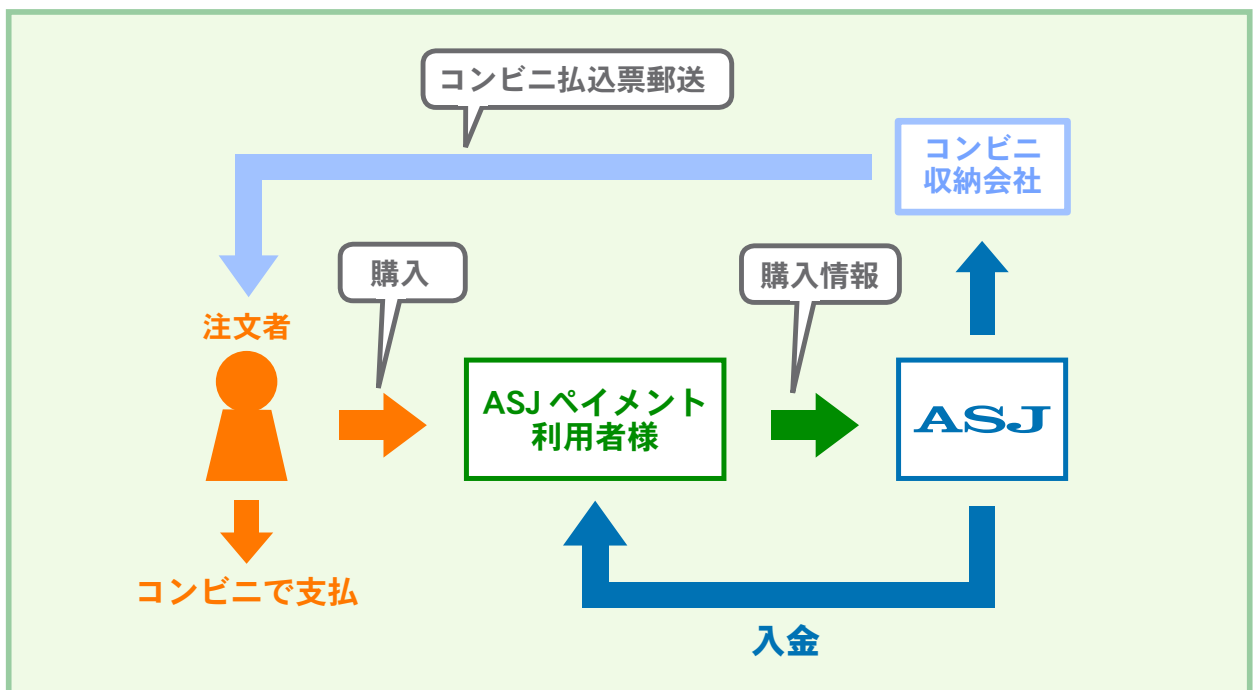 コンビニ払込票郵送
コンビニ
収納会社
購入
購入情報
注文者
ASJ ペイメント
利用者様
ASJ
コンビニで支払
入金